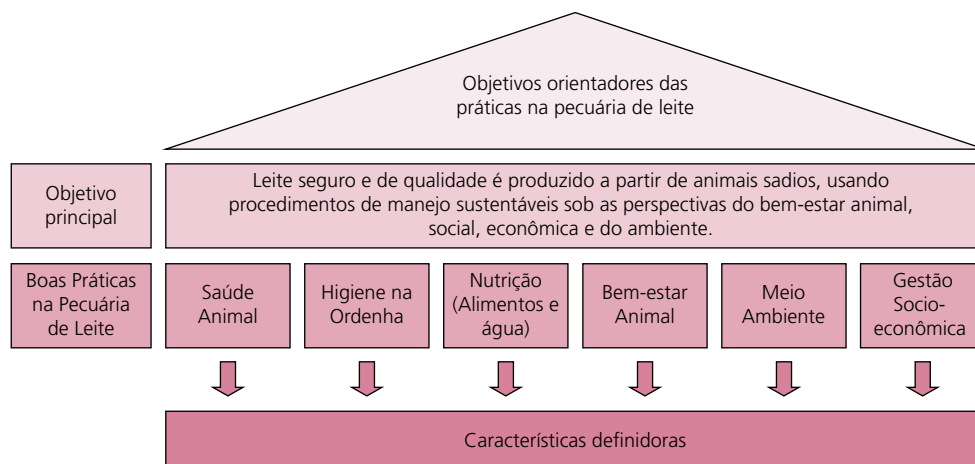 Objetivos orientadores das
práticas na pecuária de leite
Objetivo
principal
Leite seguro e de qualidade é produzido a partir de animais sadios, usando
procedimentos de manejo sustentáveis sob as perspectivas do bem-estar animal,
social, econômica e do ambiente.
Boas Práticas
na Pecuária
de Leite
Saúde
Animal
Higiene na
Ordenha
Nutrição
(Alimentos e
água)
Bem-estar
Animal
Meio
Ambiente
Gestão
Socio-
econômica
Características definidoras